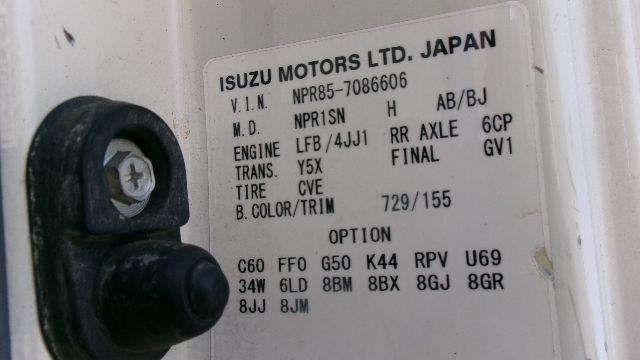 ISUZU MOTORS LTD. JAPAN
V.I.N. NPR85-7086606
M.D. NPR1SN H AB/BJ
ENGINE LFB/4JJ1 RR AXLE 6CP
TRANS. Y5X FINAL GV1
TIRE CVE
B.COLOR/TRIM 729/155
OPTION
C60 FF0 G50 K44 RPV U69
34W 6LD 8BM 8BX 8GJ 8GR
8JJ 8JM